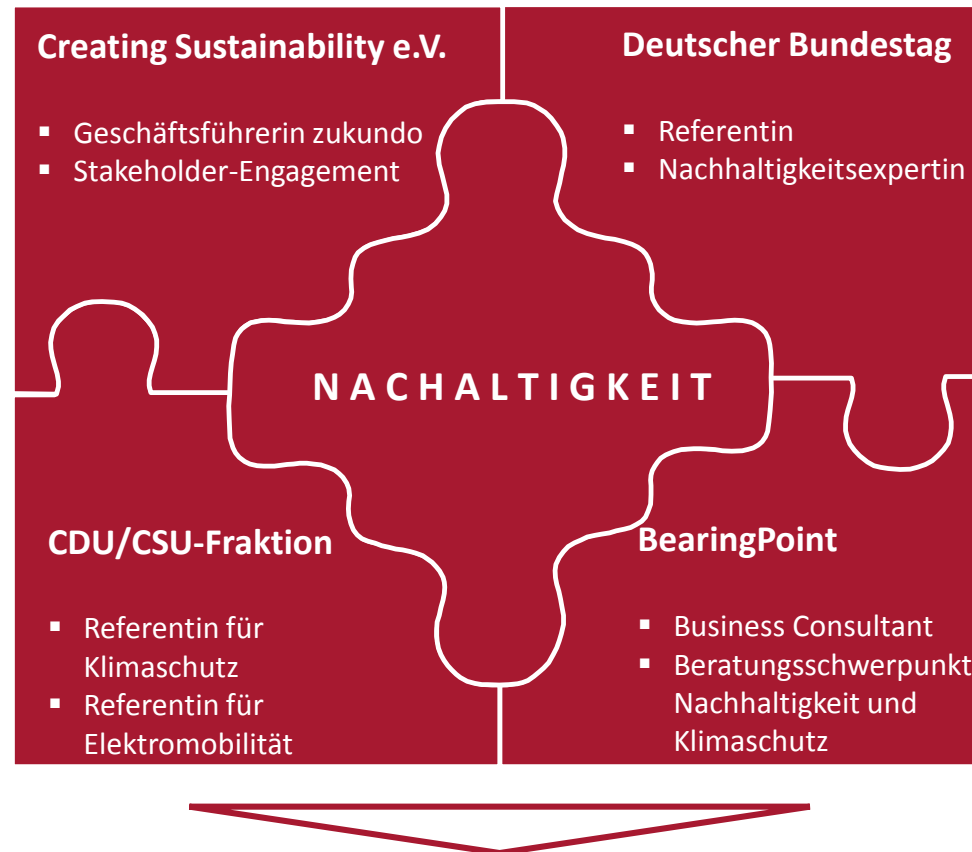 Creating Sustainability e.V.
▪ Geschäftsführerin zukundo
▪ Stakeholder-Engagement
Deutscher Bundestag
▪ Referentin
▪ Nachhaltigkeitsexpertin
N A C H A L T I G K E I T
CDU/CSU-Fraktion
▪ Referentin für
Klimaschutz
▪ Referentin für
Elektromobilität
BearingPoint
▪ Business Consultant
▪ Beratungsschwerpunkt
Nachhaltigkeit und
Klimaschutz